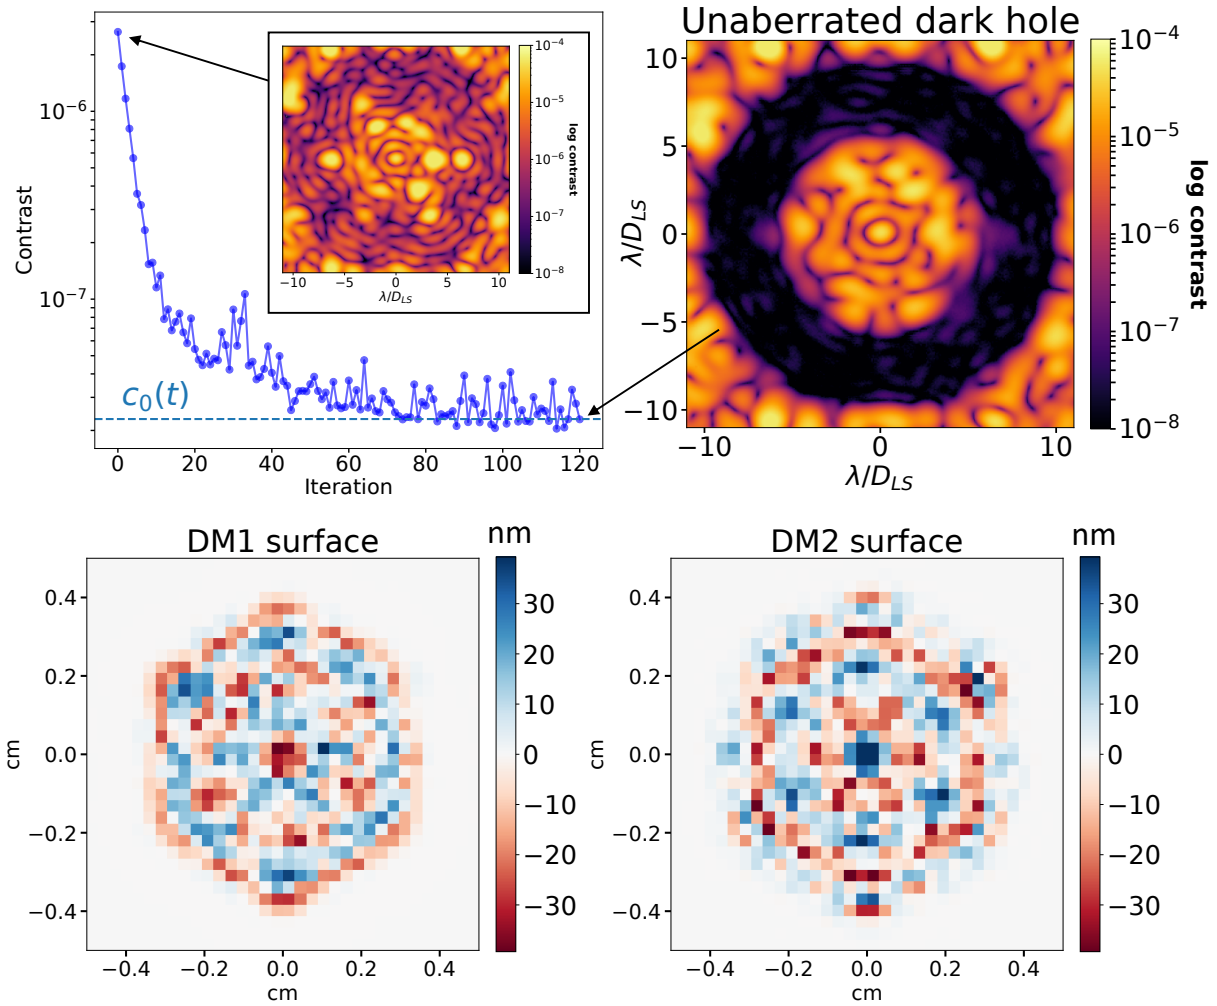 Unaberrated dark hole
10⁻⁶
10⁻⁷
Contrast
c₀(t)
0 20 40 60 80 100 120
Iteration
10⁻⁴
10⁻⁵
10⁻⁶
10⁻⁷
10⁻⁸
log contrast
−10 −5 0 5 10
λ/D_LS
10
5
0
−5
−10
λ/D_LS
−10 0 10
λ/D_LS
10⁻⁴
10⁻⁵
10⁻⁶
10⁻⁷
10⁻⁸
log contrast
DM1 surface
nm
0.4
0.2
0.0
−0.2
−0.4
cm
−0.4 −0.2 0.0 0.2 0.4
cm
30
20
10
0
−10
−20
−30
DM2 surface
nm
0.4
0.2
0.0
−0.2
−0.4
cm
−0.4 −0.2 0.0 0.2 0.4
cm
30
20
10
0
−10
−20
−30